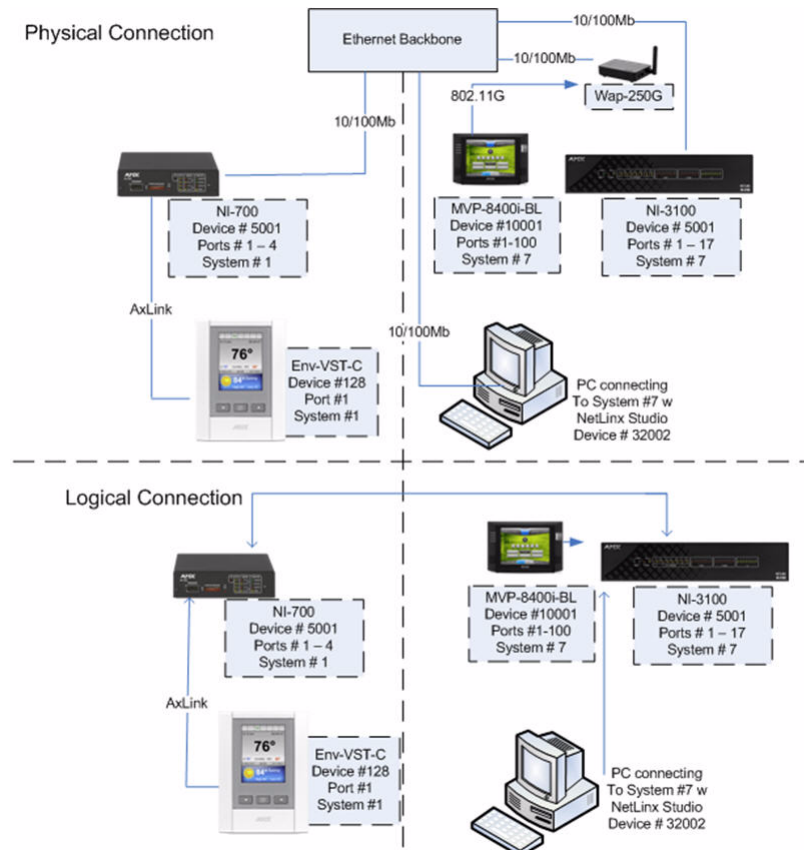 Physical Connection
Ethernet Backbone
10/100Mb
10/100Mb
802.11G
Wap-250G
10/100Mb
AMX
NI-700
Device # 5001
Ports # 1 – 4
System # 1
MVP-8400i-BL
Device #10001
Ports #1-100
System # 7
NI-3100
Device # 5001
Ports # 1 – 17
System # 7
AxLink
10/100Mb
76°
84°
Env-VST-C
Device #128
Port #1
System #1
PC connecting
To System #7 w
NetLinx Studio
Device # 32002
Logical Connection
AMX
NI-700
Device # 5001
Ports # 1 – 4
System # 1
MVP-8400i-BL
Device #10001
Ports #1-100
System # 7
NI-3100
Device # 5001
Ports # 1 – 17
System # 7
AxLink
76°
84°
Env-VST-C
Device #128
Port #1
System #1
PC connecting
To System #7 w
NetLinx Studio
Device # 32002